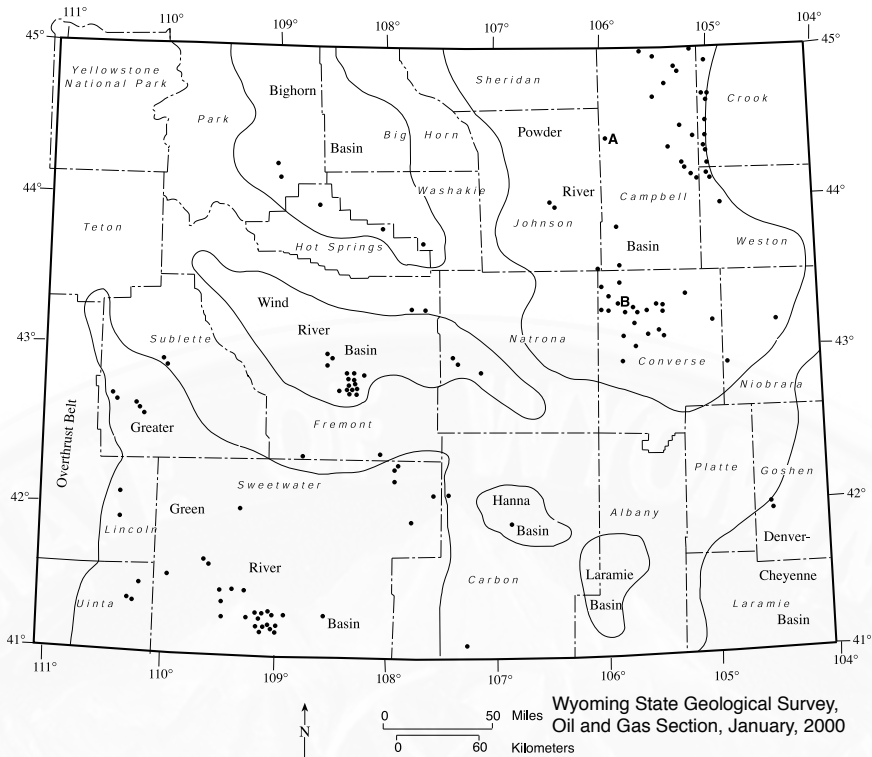 111°
110°
109°
108°
107°
106°
105°
104°
45°
45°
Yellowstone
National Park
Bighorn
Sheridan
Crook
Park
Powder
A
Big Horn
Basin
44°
44°
Washakie
River
Campbell
Johnson
Teton
Hot Springs
Basin
Weston
Wind
B
43°
43°
Sublette
River
Natrona
Basin
Converse
Niobrara
Overthrust Belt
Greater
Fremont
Platte
Goshen
42°
42°
Sweetwater
Green
Hanna
Albany
Basin
Lincoln
Denver-
River
Laramie
Cheyenne
Carbon
Uinta
Basin
Laramie
Basin
Basin
41°
41°
111°
110°
109°
108°
107°
106°
105°
104°
N
0 50 Miles
0 60 Kilometers
Wyoming State Geological Survey,
Oil and Gas Section, January, 2000